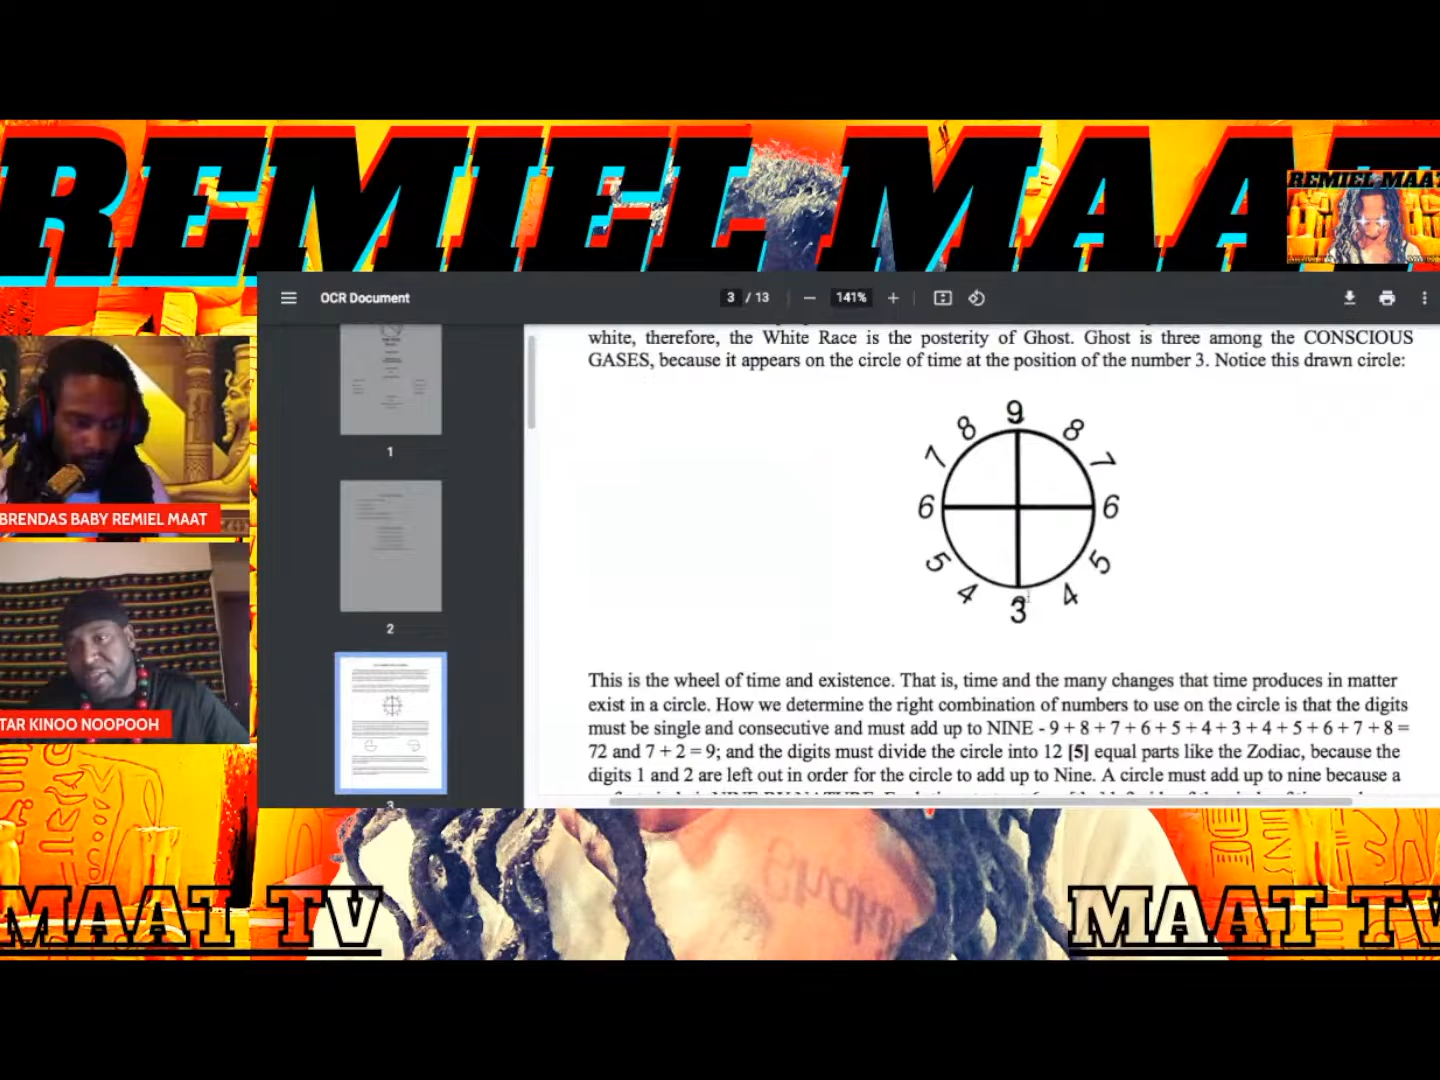 REMIEL MAAT
REMIEL MAAT
OCR Document
3 / 13
141%
BRENDAS BABY REMIEL MAAT
TAR KINOO NOOPOOH
1
2
3
white, therefore, the White Race is the posterity of Ghost. Ghost is three among the CONSCIOUS
GASES, because it appears on the circle of time at the position of the number 3. Notice this drawn circle:
9
8 8
7 7
6 6
5 5
4 4
3
This is the wheel of time and existence. That is, time and the many changes that time produces in matter
exist in a circle. How we determine the right combination of numbers to use on the circle is that the digits
must be single and consecutive and must add up to NINE - 9 + 8 + 7 + 6 + 5 + 4 + 3 + 4 + 5 + 6 + 7 + 8 =
72 and 7 + 2 = 9; and the digits must divide the circle into 12 [5] equal parts like the Zodiac, because the
digits 1 and 2 are left out in order for the circle to add up to Nine. A circle must add up to nine because a
MAAT TV
MAAT TV